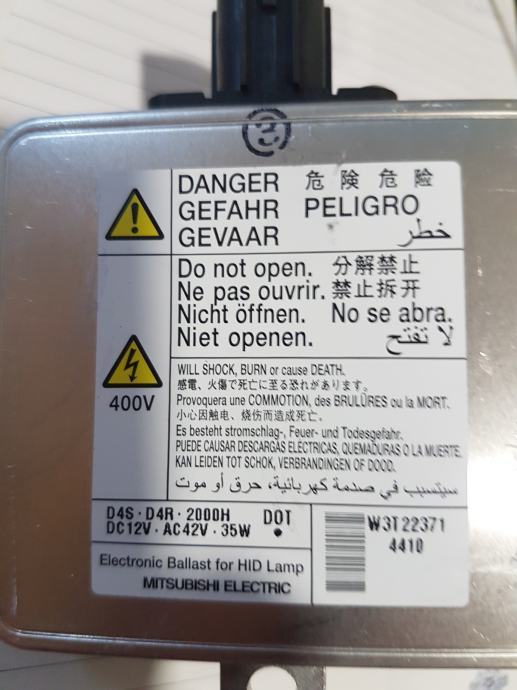 3
DANGER 危 険 危 险
GEFAHR PELIGRO
GEVAAR خطر
Do not open. 分解禁止
Ne pas ouvrir. 禁止拆开
Nicht öffnen. No se abra.
Niet openen. لا تفتح
400V
WILL SHOCK, BURN or cause DEATH.
感電、火傷で死亡に至る恐れがあります。
Provoquera une COMMOTION, des BRULURES ou la MORT.
小心因触电、烧伤而造成死亡。
Es besteht stromschlag-, Feuer- und Todesgefahr.
PUEDE CAUSAR DESCARGAS ELECTRICAS, QUEMADURAS O LA MUERTE.
KAN LEIDEN TOT SCHOK, VERBRANDINGEN OF DOOD.
سيتسبب في صدمة كهربائية، حرق أو موت
D4S・D4R・2000H DOT
DC12V・AC42V・35W
W3T22371
4410
Electronic Ballast for HID Lamp
MITSUBISHI ELECTRIC